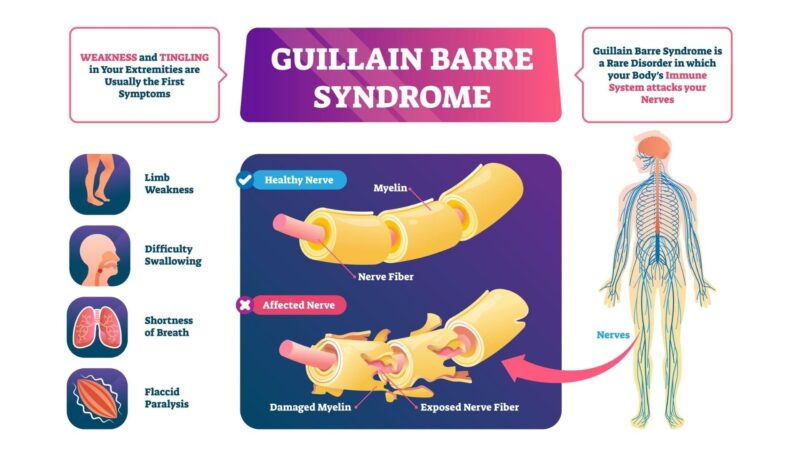 WEAKNESS and TINGLING
in Your Extremities are
Usually the First
Symptoms
GUILLAIN BARRE
SYNDROME
Guillain Barre Syndrome is
a Rare Disorder in which
your Body's Immune
System attacks your
Nerves
Limb
Weakness
Difficulty
Swallowing
Shortness
of Breath
Flaccid
Paralysis
Healthy Nerve
Myelin
Nerve Fiber
Affected Nerve
Damaged Myelin
Exposed Nerve Fiber
Nerves